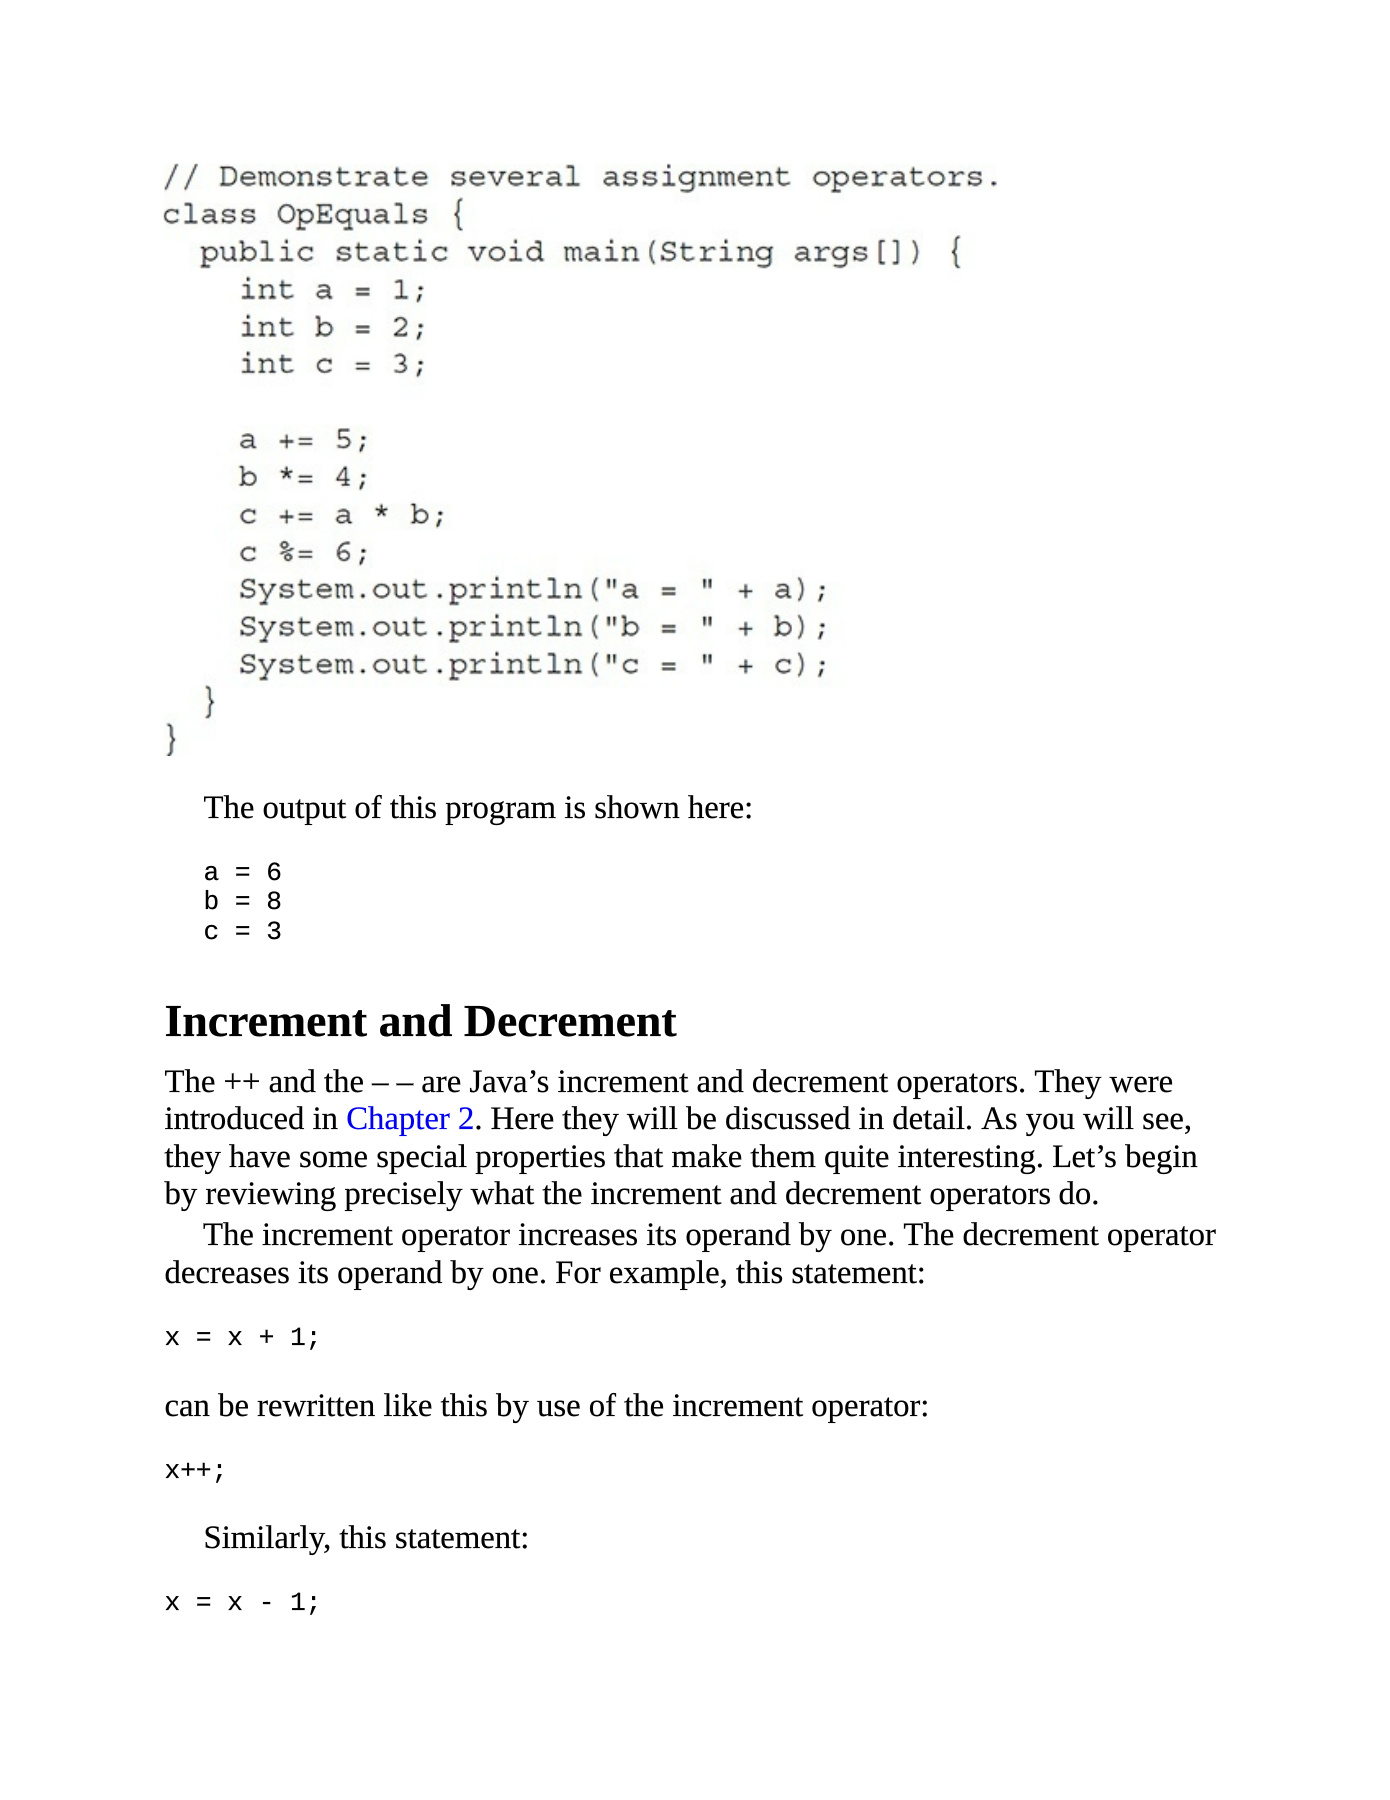 // Demonstrate several assignment operators.
class OpEquals {
  public static void main(String args[]) {
    int a = 1;
    int b = 2;
    int c = 3;

    a += 5;
    b *= 4;
    c += a * b;
    c %= 6;
    System.out.println("a = " + a);
    System.out.println("b = " + b);
    System.out.println("c = " + c);
  }
}
The output of this program is shown here:
a = 6
b = 8
c = 3
Increment and Decrement
The ++ and the – – are Java’s increment and decrement operators. They were
introduced in Chapter 2. Here they will be discussed in detail. As you will see,
they have some special properties that make them quite interesting. Let’s begin
by reviewing precisely what the increment and decrement operators do.
The increment operator increases its operand by one. The decrement operator
decreases its operand by one. For example, this statement:
x = x + 1;
can be rewritten like this by use of the increment operator:
x++;
Similarly, this statement:
x = x - 1;